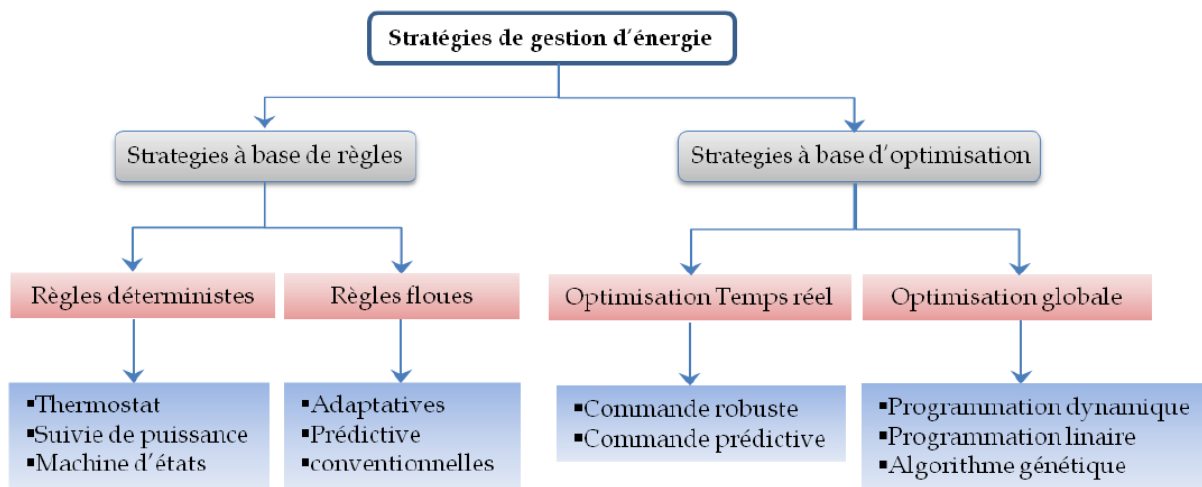 Stratégies de gestion d'énergie
Strategies à base de règles
Strategies à base d'optimisation
Règles déterministes
Règles floues
Optimisation Temps réel
Optimisation globale
▪Thermostat
▪Suivie de puissance
▪Machine d'états
▪Adaptatives
▪Prédictive
▪conventionnelles
▪Commande robuste
▪Commande prédictive
▪Programmation dynamique
▪Programmation linaire
▪Algorithme génétique